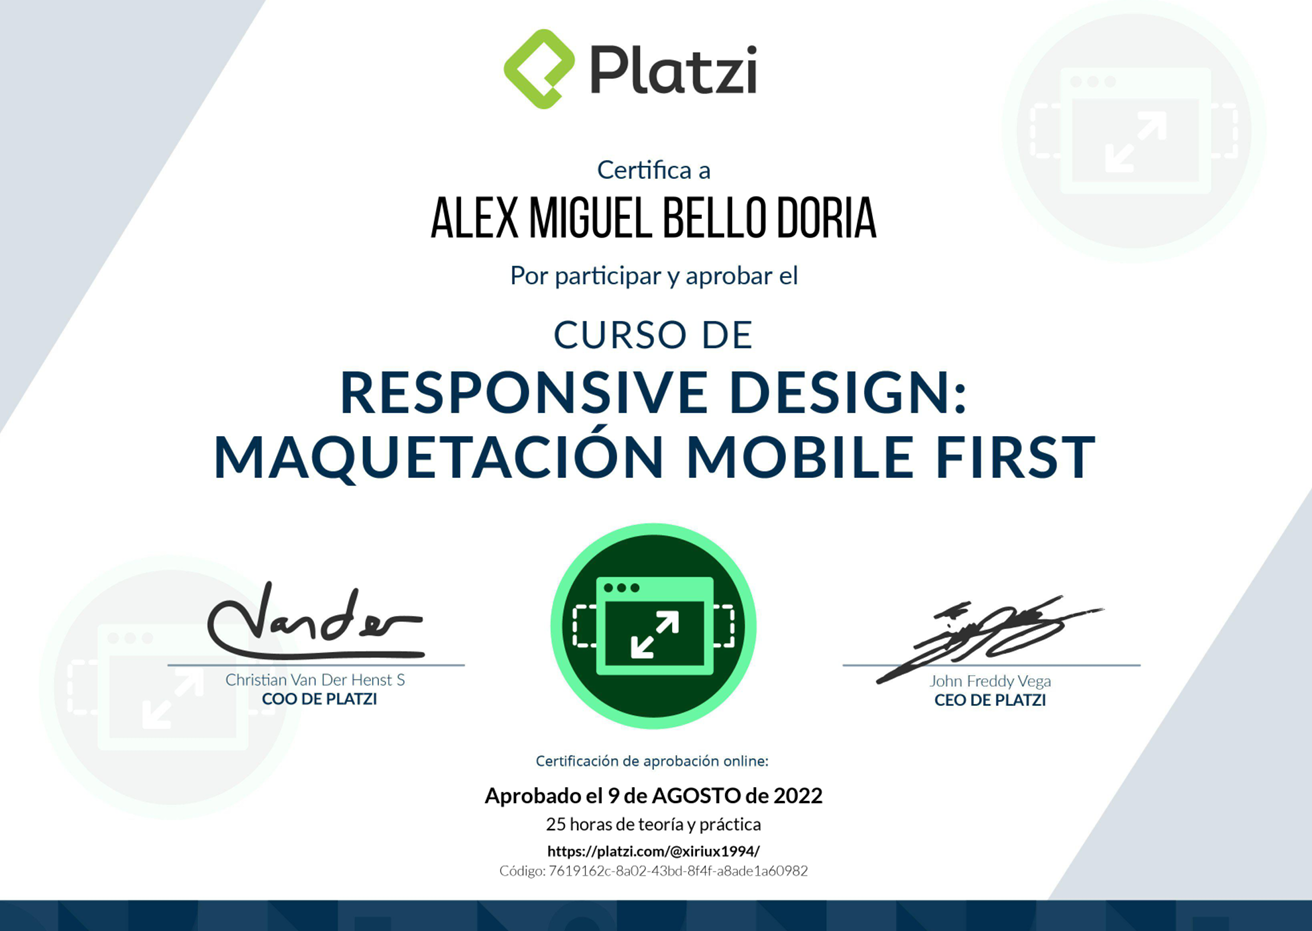 Platzi
Certifica a
ALEX MIGUEL BELLO DORIA
Por participar y aprobar el
CURSO DE
RESPONSIVE DESIGN:
MAQUETACIÓN MOBILE FIRST
Vander
Christian Van Der Henst S
COO DE PLATZI
John Freddy Vega
CEO DE PLATZI
Certificación de aprobación online:
Aprobado el 9 de AGOSTO de 2022
25 horas de teoría y práctica
https://platzi.com/@xiriux1994/
Código: 7619162c-8a02-43bd-8f4f-a8ade1a60982